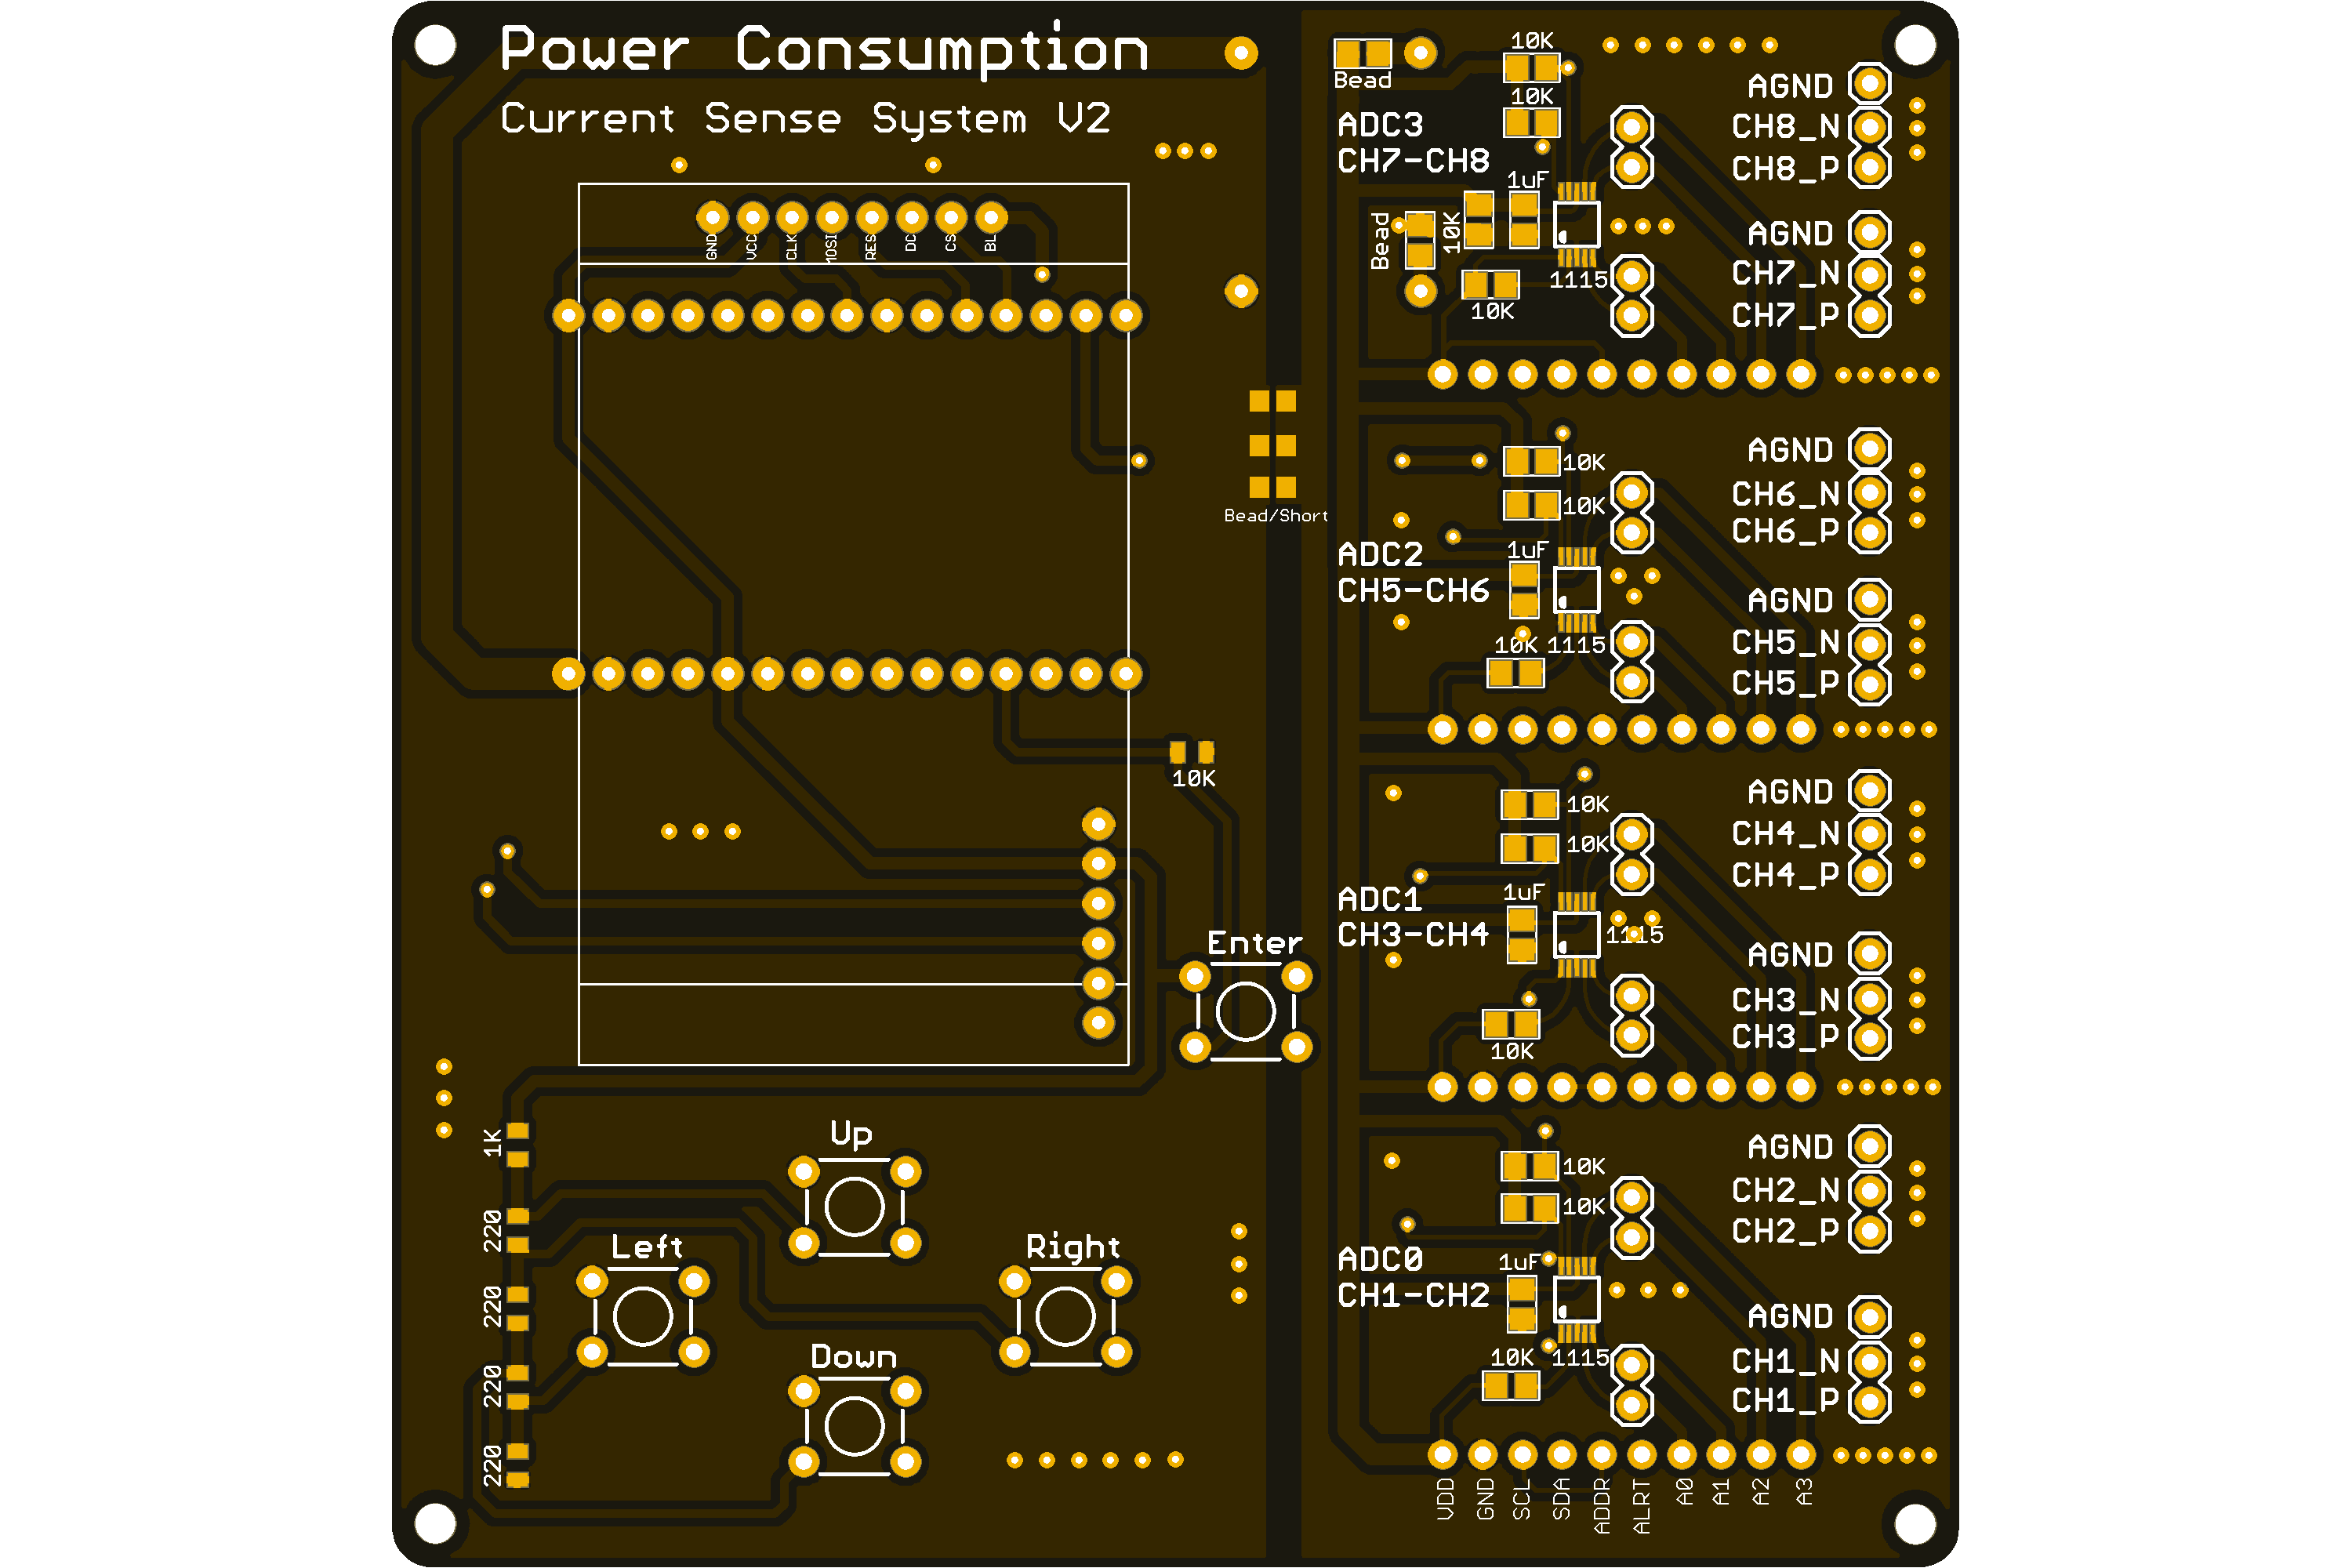 Power Consumption
Current Sense System V2
GND VCC CLK MOSI RES DC CS BL
10K
Enter
1K
220
220
220
220
Up
Left
Right
Down
Bead/Short
Bead
10K
10K
ADC3
CH7-CH8
1uF
Bead
10K
1115
10K
AGND
CH8_N
CH8_P
AGND
CH7_N
CH7_P
10K
10K
ADC2
CH5-CH6
1uF
10K
1115
AGND
CH6_N
CH6_P
AGND
CH5_N
CH5_P
10K
10K
ADC1
CH3-CH4
1uF
1115
10K
AGND
CH4_N
CH4_P
AGND
CH3_N
CH3_P
10K
10K
ADC0
CH1-CH2
1uF
10K
1115
AGND
CH2_N
CH2_P
AGND
CH1_N
CH1_P
VDD GND SCL SDA ADDR ALRT A0 A1 A2 A3